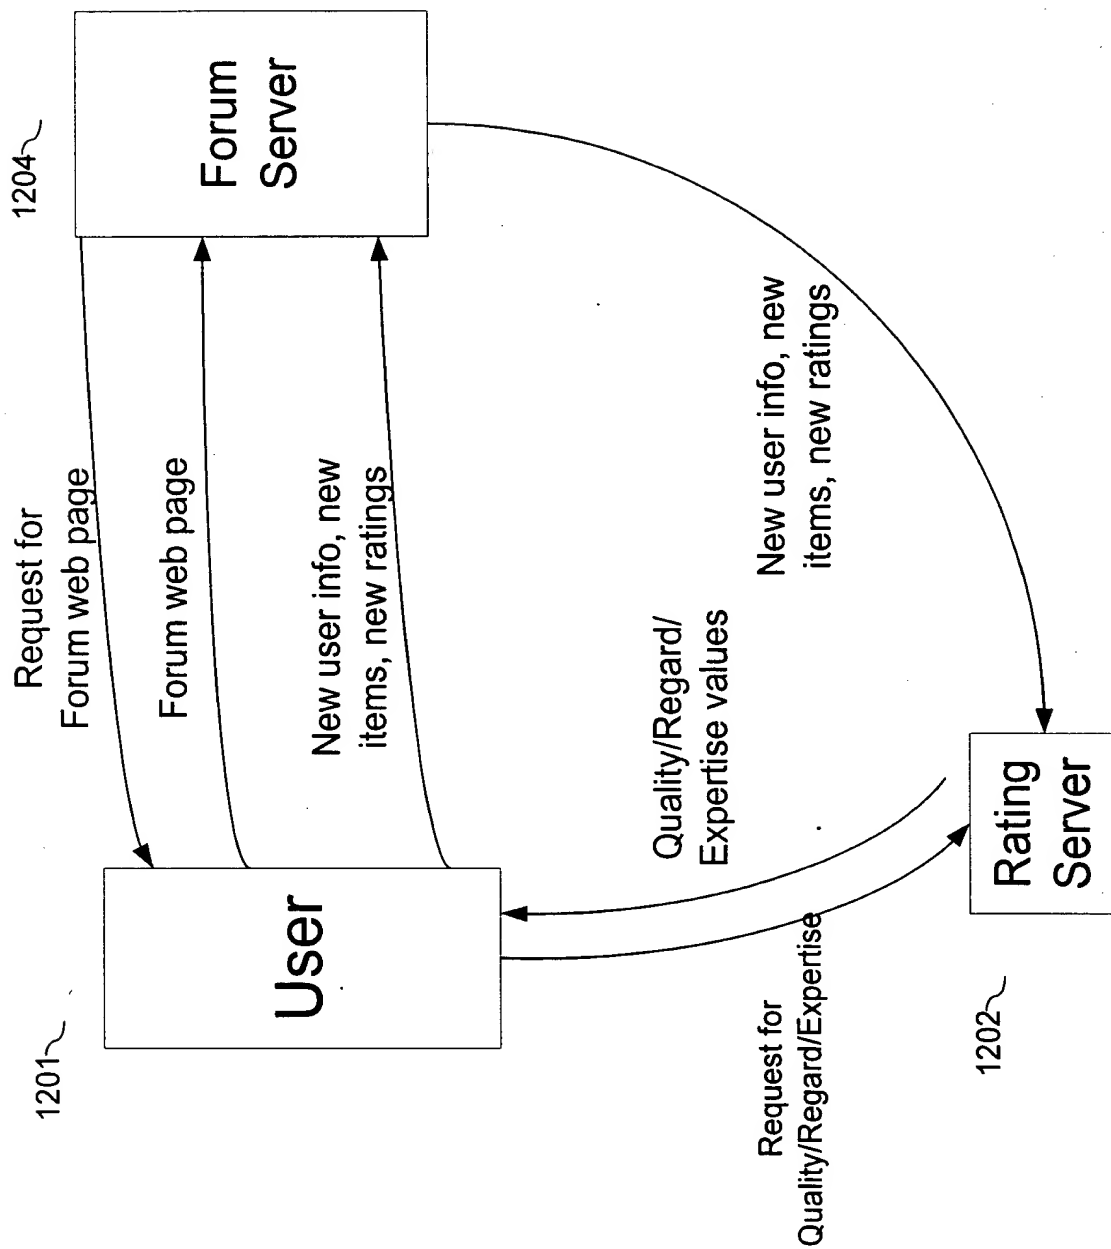 1201
User
Request for
Forum web page
Forum web page
New user info, new
items, new ratings
1204
Forum
Server
Request for
Quality/Regard/Expertise
Quality/Regard/
Expertise values
New user info, new
items, new ratings
1202
Rating
Server